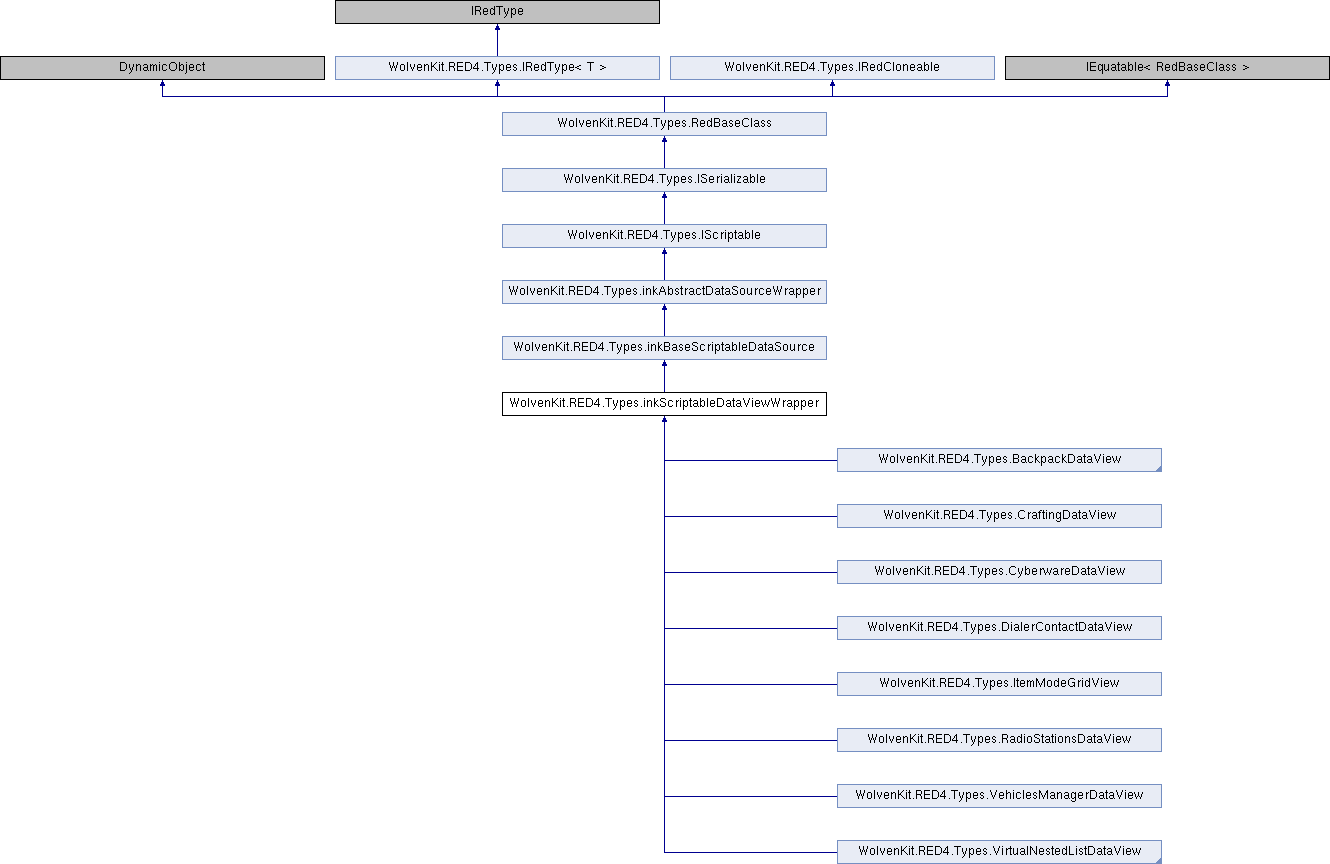 IRedType
DynamicObject
WolvenKit.RED4.Types.IRedType< T >
WolvenKit.RED4.Types.IRedCloneable
IEquatable< RedBaseClass >
WolvenKit.RED4.Types.RedBaseClass
WolvenKit.RED4.Types.ISerializable
WolvenKit.RED4.Types.IScriptable
WolvenKit.RED4.Types.inkAbstractDataSourceWrapper
WolvenKit.RED4.Types.inkBaseScriptableDataSource
WolvenKit.RED4.Types.inkScriptableDataViewWrapper
WolvenKit.RED4.Types.BackpackDataView
WolvenKit.RED4.Types.CraftingDataView
WolvenKit.RED4.Types.CyberwareDataView
WolvenKit.RED4.Types.DialerContactDataView
WolvenKit.RED4.Types.ItemModeGridView
WolvenKit.RED4.Types.RadioStationsDataView
WolvenKit.RED4.Types.VehiclesManagerDataView
WolvenKit.RED4.Types.VirtualNestedListDataView